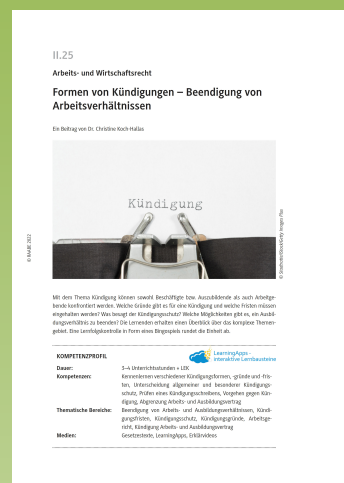 II.25
Arbeits- und Wirtschaftsrecht
Formen von Kündigungen – Beendigung von
Arbeitsverhältnissen
Ein Beitrag von Dr. Christine Koch-Hallas
Kündigung
© RAABE 2022
Mit dem Thema Kündigung können sowohl Beschäftigte bzw. Auszubildende als auch Arbeitge-
bende konfrontiert werden. Welche Gründe gibt es für eine Kündigung und welche Fristen müssen
eingehalten werden? Was besagt der Kündigungsschutz? Welche Möglichkeiten gibt es, ein Ausbil-
dungsverhältnis zu beenden? Die Lernenden erhalten einen Überblick über das komplexe Themen-
gebiet. Eine Lernfolgskontrolle in Form eines Bingospiels rundet die Einheit ab.
KOMPETENZPROFIL
LearningApps -
interaktive Lernbausteine
Dauer: 3–4 Unterrichtsstunden + LEK
Kompetenzen: Kennenlernen verschiedener Kündigungsformen, -gründe und -fris-
ten, Unterscheidung allgemeiner und besonderer Kündigungs-
schutz, Prüfen eines Kündigungsschreibens, Vorgehen gegen Kün-
digung, Abgrenzung Arbeits- und Ausbildungsvertrag
Thematische Bereiche: Beendigung von Arbeits- und Ausbildungsverhältnissen, Kündi-
gungsfristen, Kündigungsschutz, Kündigungsgründe, Arbeitsge-
richt, Kündigung Arbeits- und Ausbildungsvertrag
Medien: Gesetzestexte, LearningApps, Erklärvideos